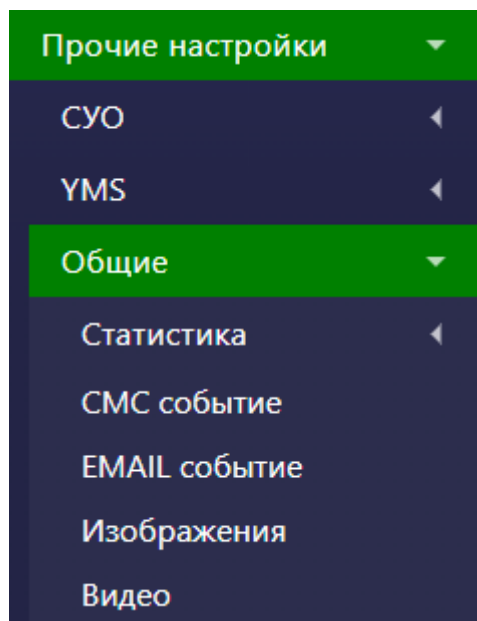 Прочие настройки
СУО
YMS
Общие
Статистика
СМС событие
EMAIL событие
Изображения
Видео